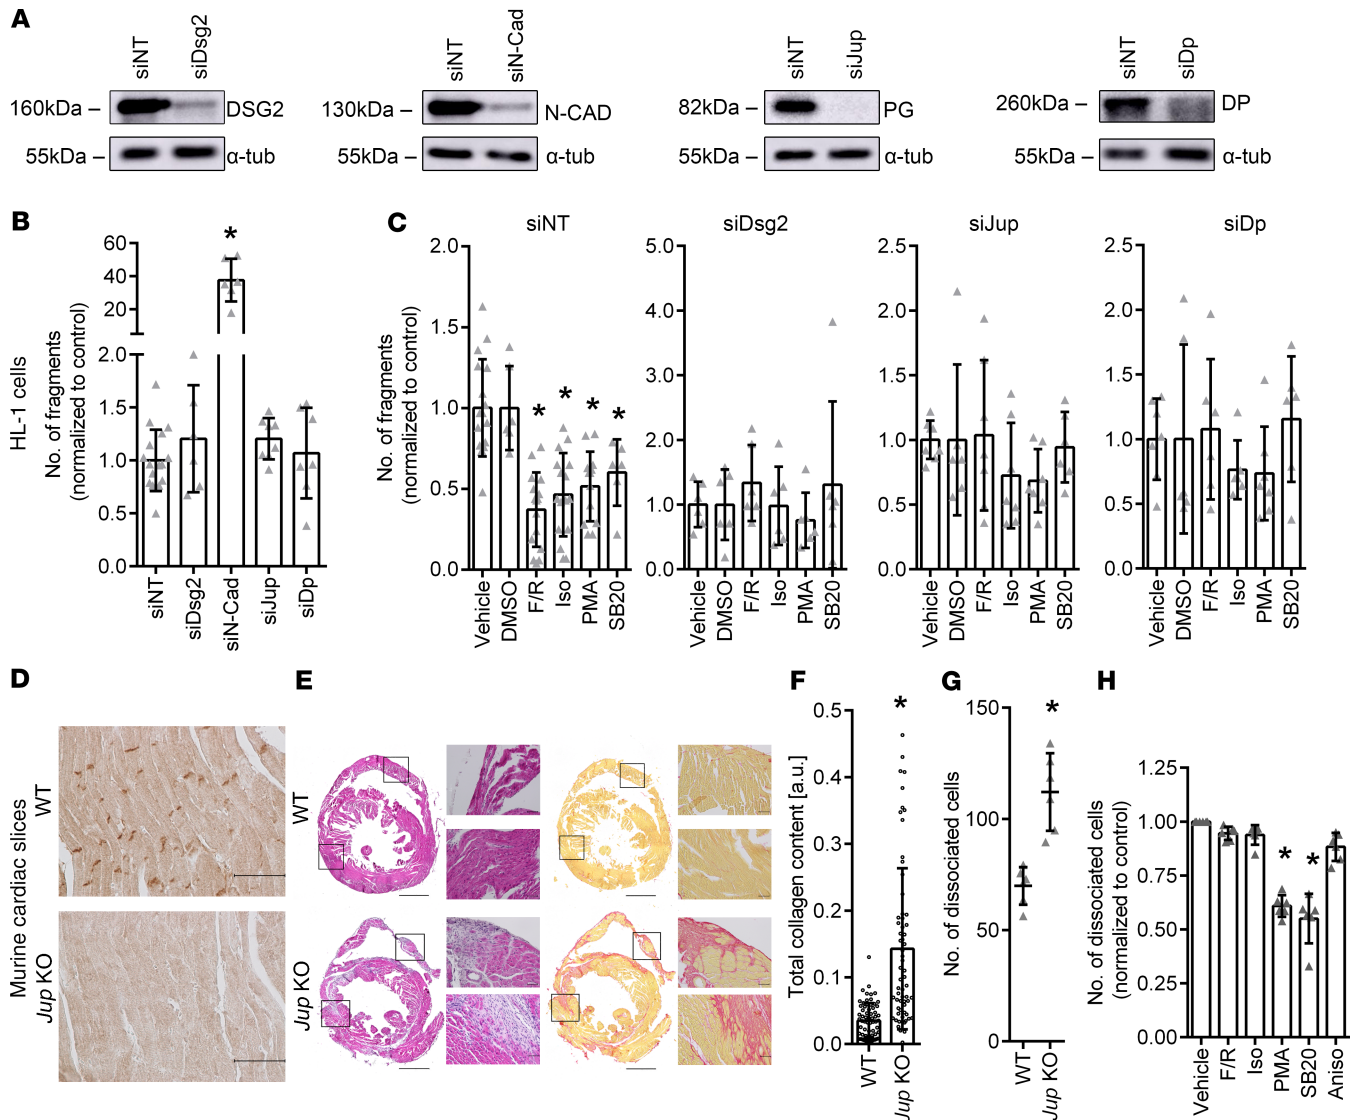 A
siNT
siDsg2
160kDa – DSG2
55kDa – α-tub
siNT
siN-Cad
130kDa – N-CAD
55kDa – α-tub
siNT
siJup
82kDa – PG
55kDa – α-tub
siNT
siDp
260kDa – DP
55kDa – α-tub
B
HL-1 cells
No. of fragments
(normalized to control)
60
40
20
2.0
1.5
1.0
0.5
0.0
*
siNT
siDsg2
siN-Cad
siJup
siDp
C
siNT
No. of fragments
(normalized to control)
2.0
1.5
1.0
0.5
0.0
* * * *
Vehicle
DMSO
F/R
Iso
PMA
SB20
siDsg2
5.0
4.0
3.0
2.0
1.0
0.0
Vehicle
DMSO
F/R
Iso
PMA
SB20
siJup
2.5
2.0
1.5
1.0
0.5
0.0
Vehicle
DMSO
F/R
Iso
PMA
SB20
siDp
2.5
2.0
1.5
1.0
0.5
0.0
Vehicle
DMSO
F/R
Iso
PMA
SB20
D
Murine cardiac slices
WT
Jup KO
E
WT
Jup KO
F
Total collagen content [a.u.]
0.5
0.4
0.3
0.2
0.1
0.0
*
WT
Jup KO
G
No. of dissociated cells
150
100
50
0
*
WT
Jup KO
H
No. of dissociated cells
(normalized to control)
1.25
1.00
0.75
0.50
0.25
0.00
* *
Vehicle
F/R
Iso
PMA
SB20
Aniso